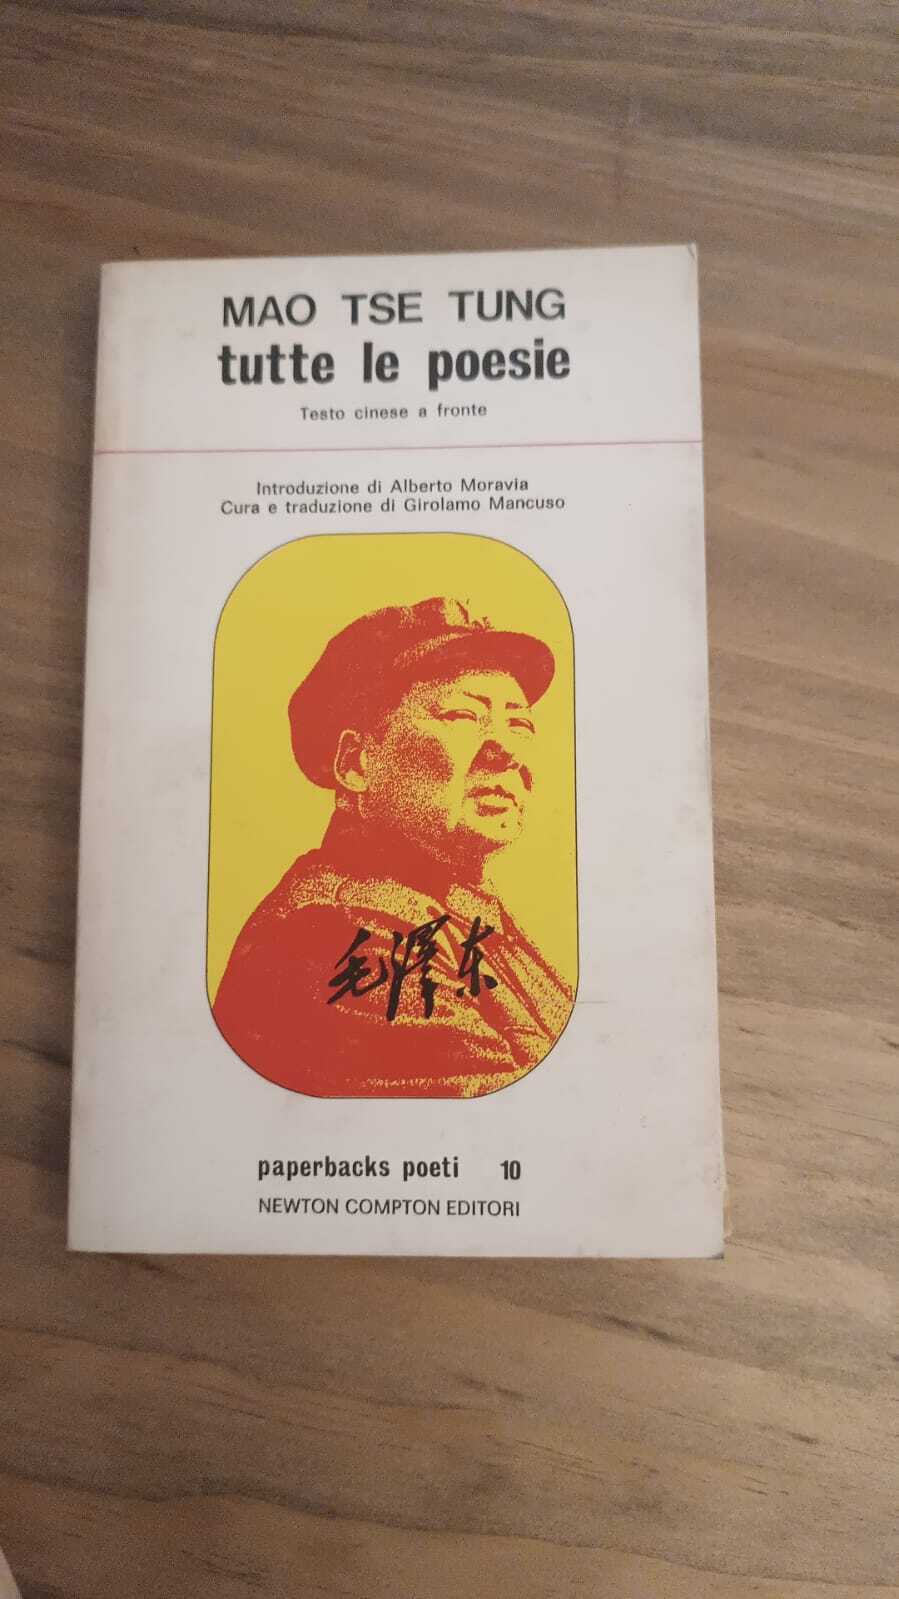 MAO TSE TUNG
tutte le poesie
Testo cinese a fronte
Introduzione di Alberto Moravia
Cura e traduzione di Girolamo Mancuso
毛泽东
paperbacks poeti 10
NEWTON COMPTON EDITORI